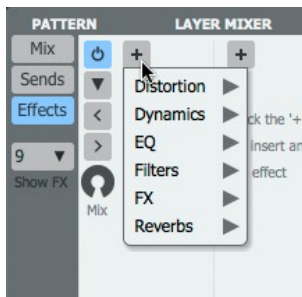 PATTERN LAYER MIXER
Mix
Sends
Effects
9
Show FX
Mix
Distortion
Dynamics
EQ
Filters
FX
Reverbs
ck the '+
insert an
effect